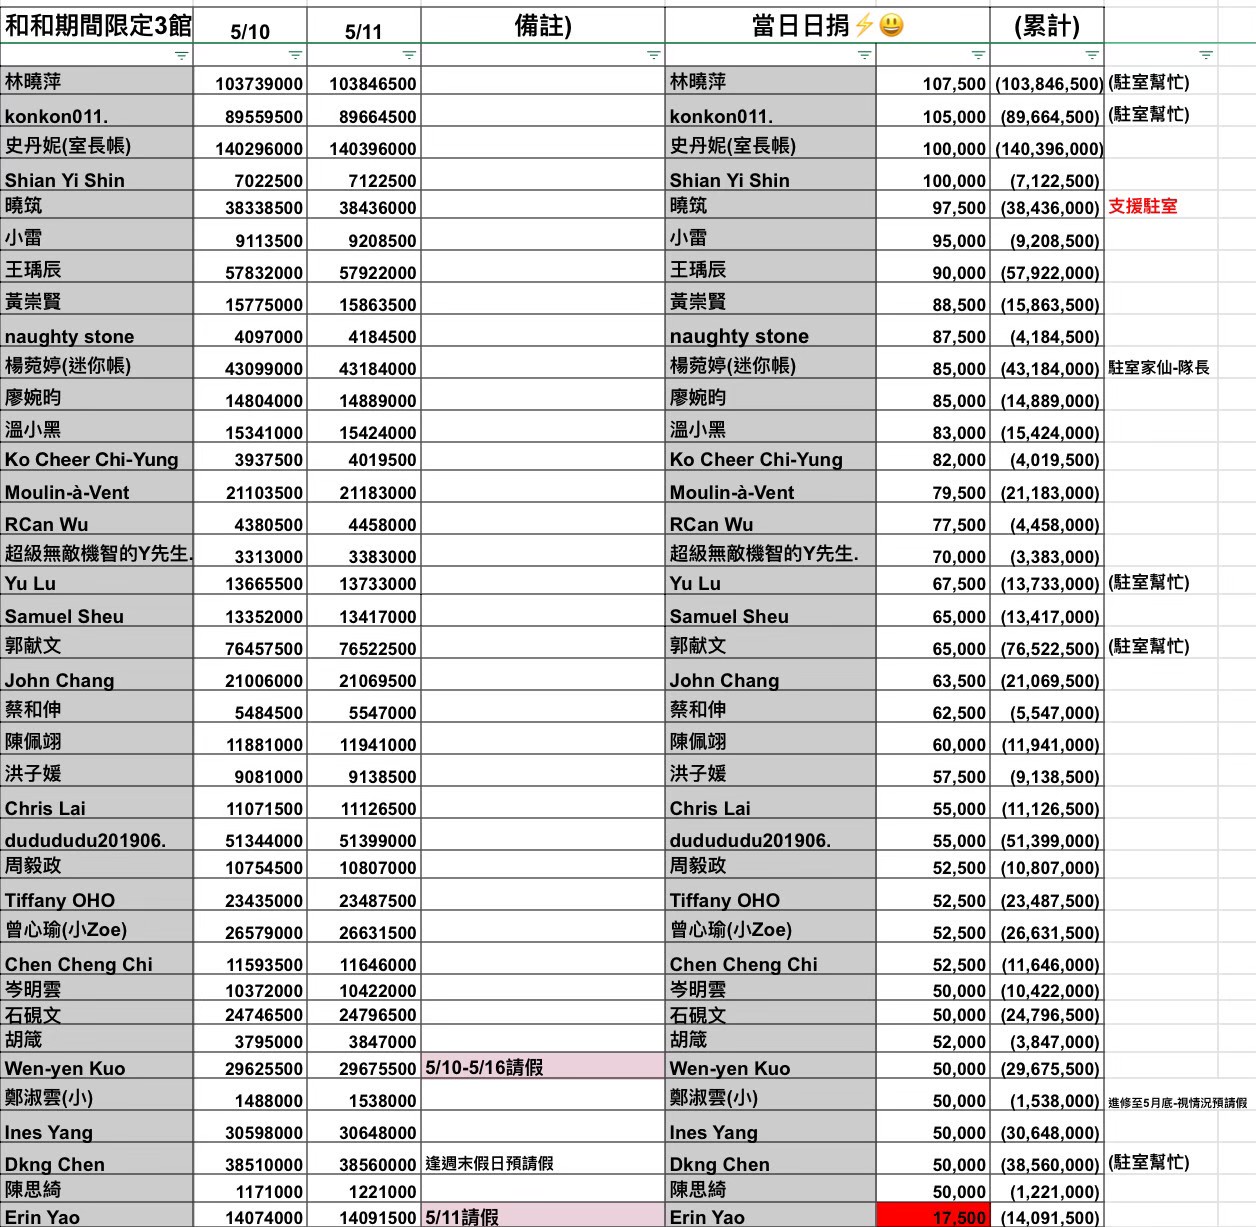 和和期間限定3館 5/10 5/11 備註) 當日日捐⚡😃 (累計)
林曉萍 103739000 103846500 林曉萍 107,500 (103,846,500) (駐室幫忙)
konkon011. 89559500 89664500 konkon011. 105,000 (89,664,500) (駐室幫忙)
史丹妮(室長帳) 140296000 140396000 史丹妮(室長帳) 100,000 (140,396,000)
Shian Yi Shin 7022500 7122500 Shian Yi Shin 100,000 (7,122,500)
曉筑 38338500 38436000 曉筑 97,500 (38,436,000) 支援駐室
小雷 9113500 9208500 小雷 95,000 (9,208,500)
王瑀辰 57832000 57922000 王瑀辰 90,000 (57,922,000)
黃崇賢 15775000 15863500 黃崇賢 88,500 (15,863,500)
naughty stone 4097000 4184500 naughty stone 87,500 (4,184,500)
楊菀婷(迷你帳) 43099000 43184000 楊菀婷(迷你帳) 85,000 (43,184,000) 駐室家仙-隊長
廖婉昀 14804000 14889000 廖婉昀 85,000 (14,889,000)
溫小黑 15341000 15424000 溫小黑 83,000 (15,424,000)
Ko Cheer Chi-Yung 3937500 4019500 Ko Cheer Chi-Yung 82,000 (4,019,500)
Moulin-à-Vent 21103500 21183000 Moulin-à-Vent 79,500 (21,183,000)
RCan Wu 4380500 4458000 RCan Wu 77,500 (4,458,000)
超級無敵機智的Y先生. 3313000 3383000 超級無敵機智的Y先生. 70,000 (3,383,000)
Yu Lu 13665500 13733000 Yu Lu 67,500 (13,733,000) (駐室幫忙)
Samuel Sheu 13352000 13417000 Samuel Sheu 65,000 (13,417,000)
郭献文 76457500 76522500 郭献文 65,000 (76,522,500) (駐室幫忙)
John Chang 21006000 21069500 John Chang 63,500 (21,069,500)
蔡和伸 5484500 5547000 蔡和伸 62,500 (5,547,000)
陳佩翊 11881000 11941000 陳佩翊 60,000 (11,941,000)
洪子媛 9081000 9138500 洪子媛 57,500 (9,138,500)
Chris Lai 11071500 11126500 Chris Lai 55,000 (11,126,500)
dudududu201906. 51344000 51399000 dudududu201906. 55,000 (51,399,000)
周毅政 10754500 10807000 周毅政 52,500 (10,807,000)
Tiffany OHO 23435000 23487500 Tiffany OHO 52,500 (23,487,500)
曾心瑜(小Zoe) 26579000 26631500 曾心瑜(小Zoe) 52,500 (26,631,500)
Chen Cheng Chi 11593500 11646000 Chen Cheng Chi 52,500 (11,646,000)
岑明雲 10372000 10422000 岑明雲 50,000 (10,422,000)
石硯文 24746500 24796500 石硯文 50,000 (24,796,500)
胡箴 3795000 3847000 胡箴 52,000 (3,847,000)
Wen-yen Kuo 29625500 29675500 5/10-5/16請假 Wen-yen Kuo 50,000 (29,675,500)
鄭淑雲(小) 1488000 1538000 鄭淑雲(小) 50,000 (1,538,000) 進修至5月底-視情況預請假
Ines Yang 30598000 30648000 Ines Yang 50,000 (30,648,000)
Dkng Chen 38510000 38560000 逢週末假日預請假 Dkng Chen 50,000 (38,560,000) (駐室幫忙)
陳思綺 1171000 1221000 陳思綺 50,000 (1,221,000)
Erin Yao 14074000 14091500 5/11請假 Erin Yao 17,500 (14,091,500)